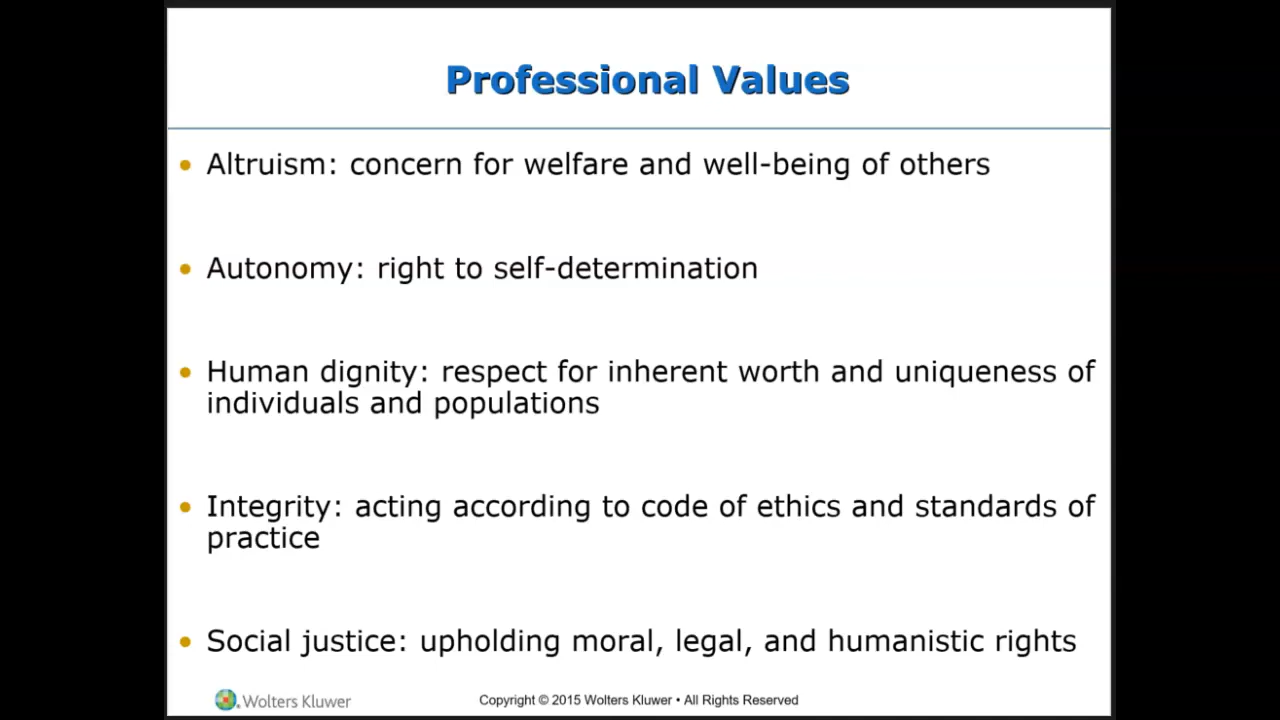 Professional Values
• Altruism: concern for welfare and well-being of others
• Autonomy: right to self-determination
• Human dignity: respect for inherent worth and uniqueness of
individuals and populations
• Integrity: acting according to code of ethics and standards of
practice
• Social justice: upholding moral, legal, and humanistic rights
Wolters Kluwer
Copyright © 2015 Wolters Kluwer • All Rights Reserved